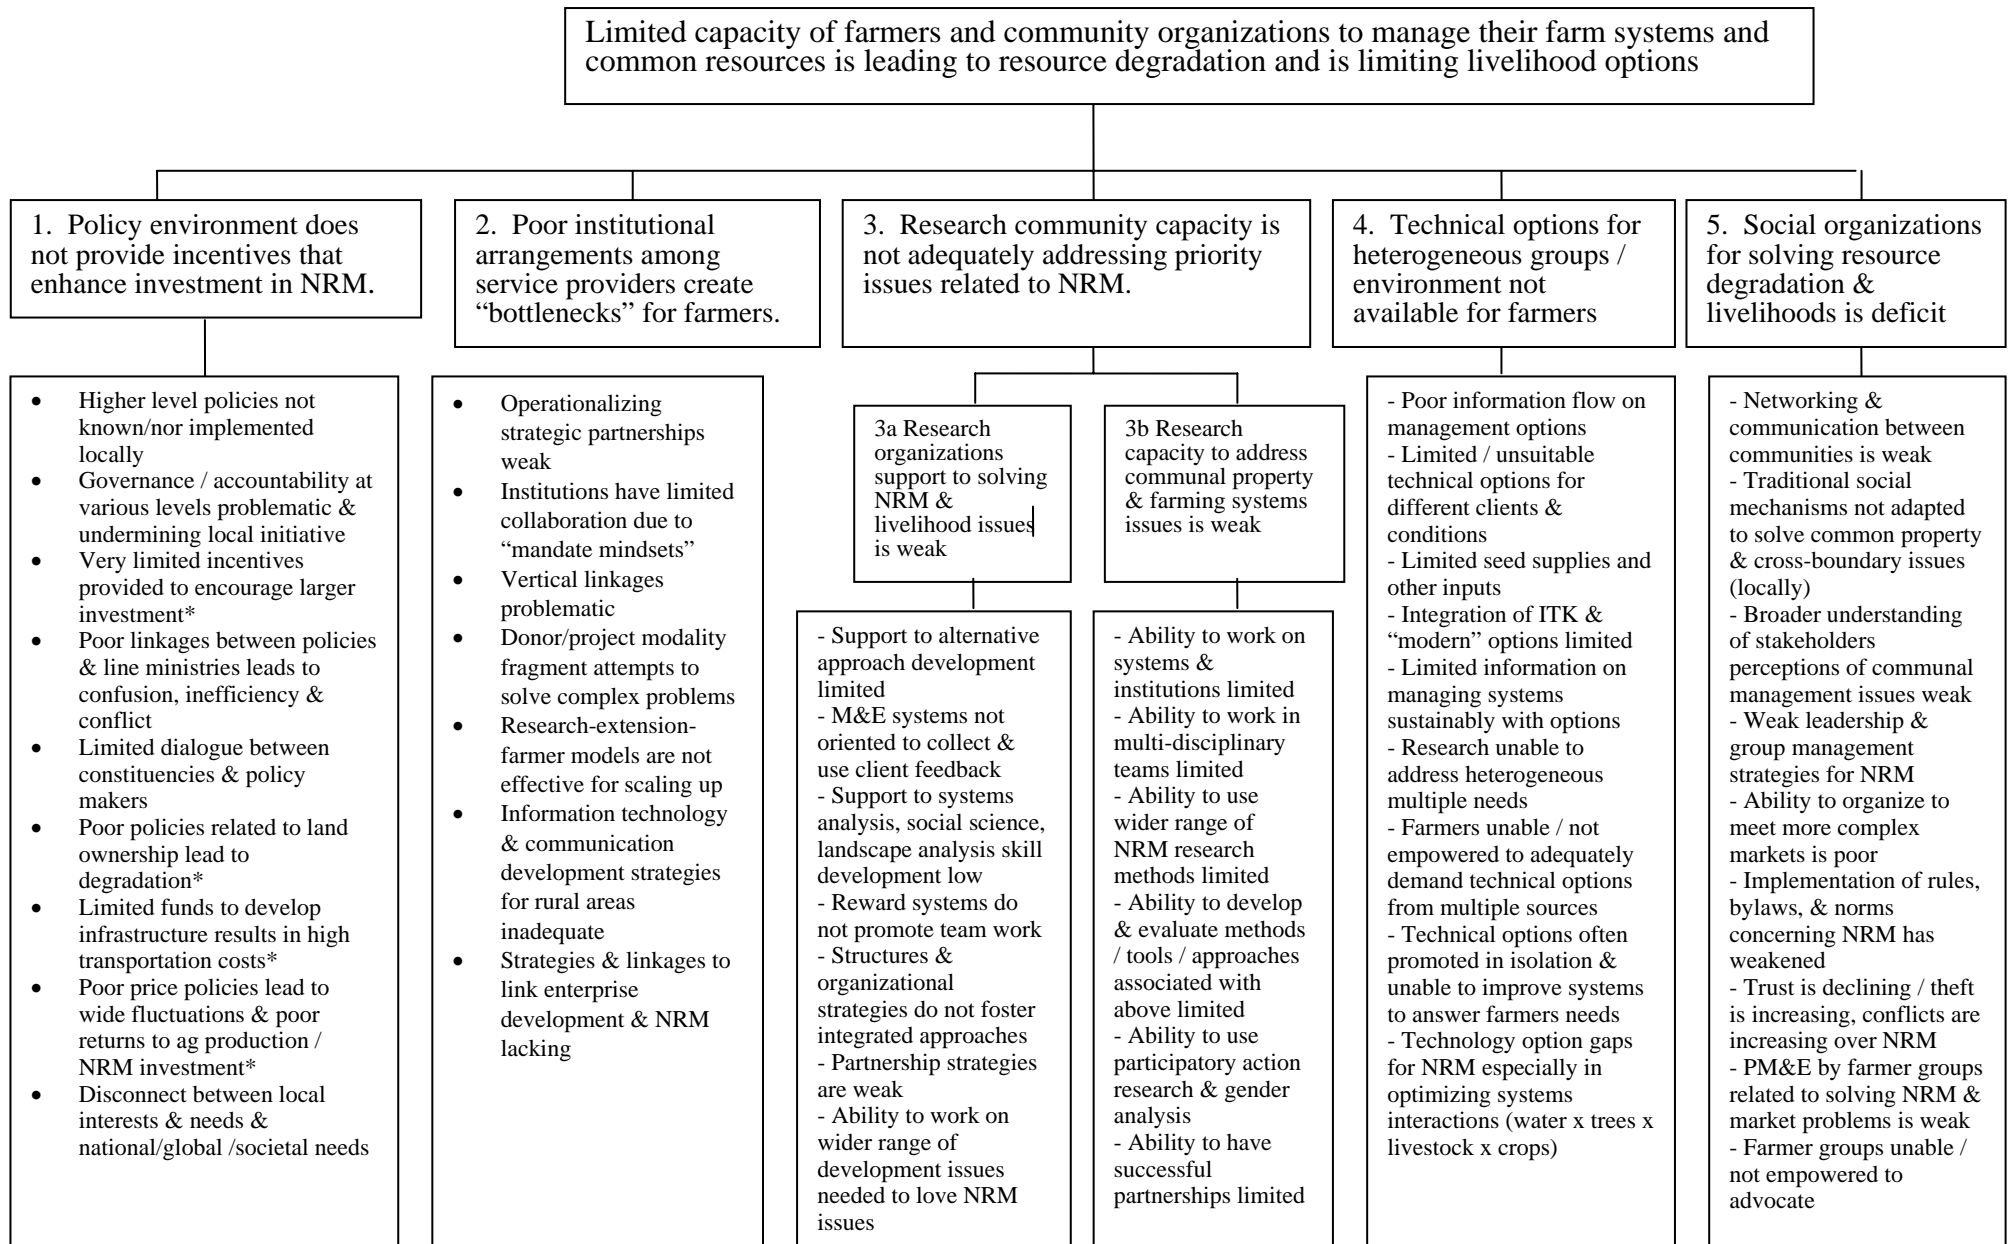 Limited capacity of farmers and community organizations to manage their farm systems and
common resources is leading to resource degradation and is limiting livelihood options
1. Policy environment does
not provide incentives that
enhance investment in NRM.
2. Poor institutional
arrangements among
service providers create
“bottlenecks” for farmers.
3. Research community capacity is
not adequately addressing priority
issues related to NRM.
4. Technical options for
heterogeneous groups /
environment not
available for farmers
5. Social organizations
for solving resource
degradation &
livelihoods is deficit
• Higher level policies not
known/nor implemented
locally
• Governance / accountability at
various levels problematic &
undermining local initiative
• Very limited incentives
provided to encourage larger
investment*
• Poor linkages between policies
& line ministries leads to
confusion, inefficiency &
conflict
• Limited dialogue between
constituencies & policy
makers
• Poor policies related to land
ownership lead to
degradation*
• Limited funds to develop
infrastructure results in high
transportation costs*
• Poor price policies lead to
wide fluctuations & poor
returns to ag production /
NRM investment*
• Disconnect between local
interests & needs &
national/global /societal needs
• Operationalizing
strategic partnerships
weak
• Institutions have limited
collaboration due to
“mandate mindsets”
• Vertical linkages
problematic
• Donor/project modality
fragment attempts to
solve complex problems
• Research-extension-
farmer models are not
effective for scaling up
• Information technology
& communication
development strategies
for rural areas
inadequate
• Strategies & linkages to
link enterprise
development & NRM
lacking
3a Research
organizations
support to solving
NRM &
livelihood issues
is weak
- Support to alternative
approach development
limited
- M&E systems not
oriented to collect &
use client feedback
- Support to systems
analysis, social science,
landscape analysis skill
development low
- Reward systems do
not promote team work
- Structures &
organizational
strategies do not foster
integrated approaches
- Partnership strategies
are weak
- Ability to work on
wider range of
development issues
needed to love NRM
issues
3b Research
capacity to address
communal property
& farming systems
issues is weak
- Ability to work on
systems &
institutions limited
- Ability to work in
multi-disciplinary
teams limited
- Ability to use
wider range of
NRM research
methods limited
- Ability to develop
& evaluate methods
/ tools / approaches
associated with
above limited
- Ability to use
participatory action
research & gender
analysis
- Ability to have
successful
partnerships limited
- Poor information flow on
management options
- Limited / unsuitable
technical options for
different clients &
conditions
- Limited seed supplies and
other inputs
- Integration of ITK &
“modern” options limited
- Limited information on
managing systems
sustainably with options
- Research unable to
address heterogeneous
multiple needs
- Farmers unable / not
empowered to adequately
demand technical options
from multiple sources
- Technical options often
promoted in isolation &
unable to improve systems
to answer farmers needs
- Technology option gaps
for NRM especially in
optimizing systems
interactions (water x trees x
livestock x crops)
- Networking &
communication between
communities is weak
- Traditional social
mechanisms not adapted
to solve common property
& cross-boundary issues
(locally)
- Broader understanding
of stakeholders
perceptions of communal
management issues weak
- Weak leadership &
group management
strategies for NRM
- Ability to organize to
meet more complex
markets is poor
- Implementation of rules,
bylaws, & norms
concerning NRM has
weakened
- Trust is declining / theft
is increasing, conflicts are
increasing over NRM
- PM&E by farmer groups
related to solving NRM &
market problems is weak
- Farmer groups unable /
not empowered to
advocate